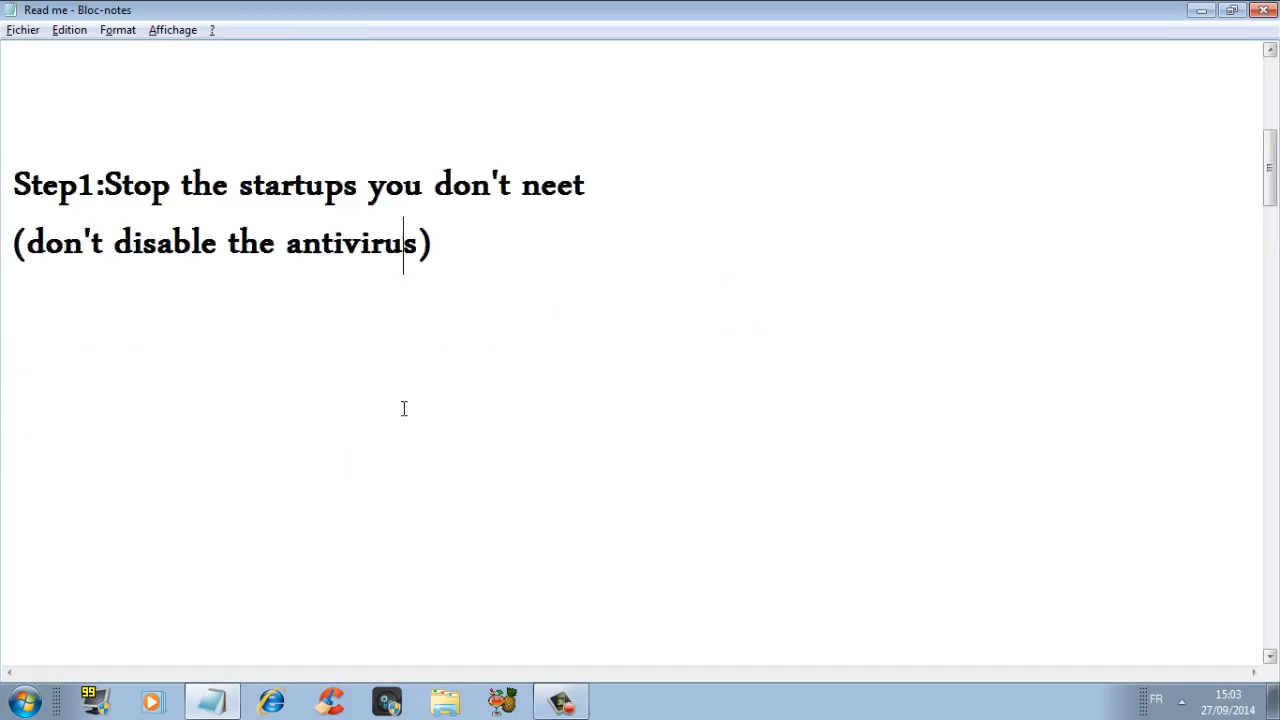 Read me - Bloc-notes
Fichier Edition Format Affichage ?
Step1:Stop the startups you don't neet
(don't disable the antivirus)
99
FR
15:03
27/09/2014